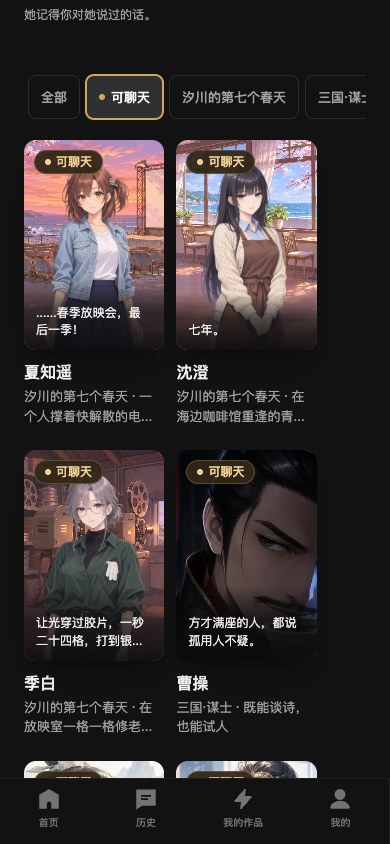 她记得你对她说过的话。
全部
可聊天
汐川的第七个春天
三国·谋士
可聊天
可聊天
……春季放映会，最
后一季！
七年。
夏知遥
沈澄
汐川的第七个春天 · 一
个人撑着快解散的电…
汐川的第七个春天 · 在
海边咖啡馆重逢的青…
可聊天
可聊天
让光穿过胶片，一秒
二十四格，打到银…
方才满座的人，都说
孤用人不疑。
季白
曹操
汐川的第七个春天 · 在
放映室一格一格修老…
三国·谋士 · 既能谈诗，
也能试人
首页
历史
我的作品
我的